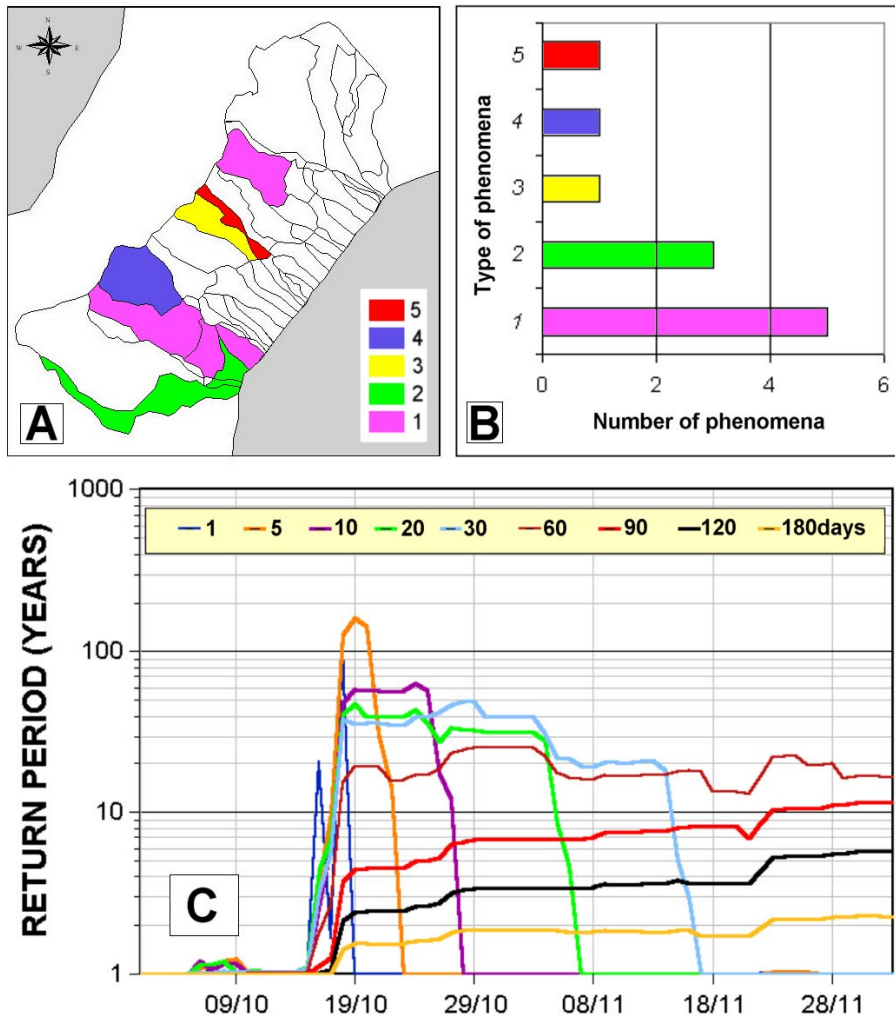 N
W E
S
5
4
3
2
1
A
Type of phenomena
5
4
3
2
1
0 2 4 6
Number of phenomena
B
RETURN PERIOD (YEARS)
1000
100
10
1
1 5 10 20 30 60 90 120 180days
C
09/10 19/10 29/10 08/11 18/11 28/11